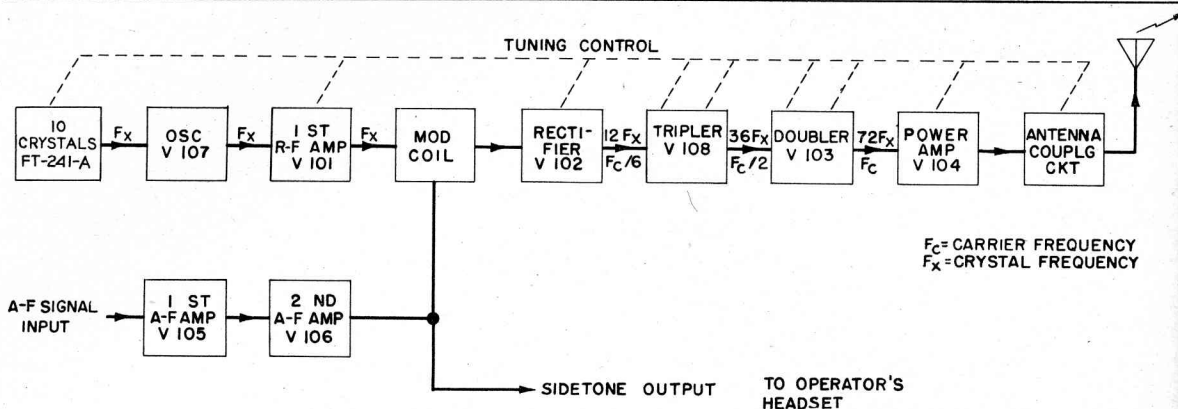 TUNING CONTROL
10
CRYSTALS
FT-241-A
Fx
OSC
V 107
Fx
1 ST
R-F AMP
V 101
Fx
MOD
COIL
RECTI-
FIER
V 102
12 Fx
Fc/6
TRIPLER
V 108
36Fx
Fc/2
DOUBLER
V 103
72Fx
Fc
POWER
AMP
V 104
ANTENNA
COUPLG
CKT
Fc=CARRIER FREQUENCY
Fx=CRYSTAL FREQUENCY
A-F SIGNAL
INPUT
1 ST
A-F AMP
V 105
2 ND
A-F AMP
V 106
SIDETONE OUTPUT
TO OPERATOR'S
HEADSET